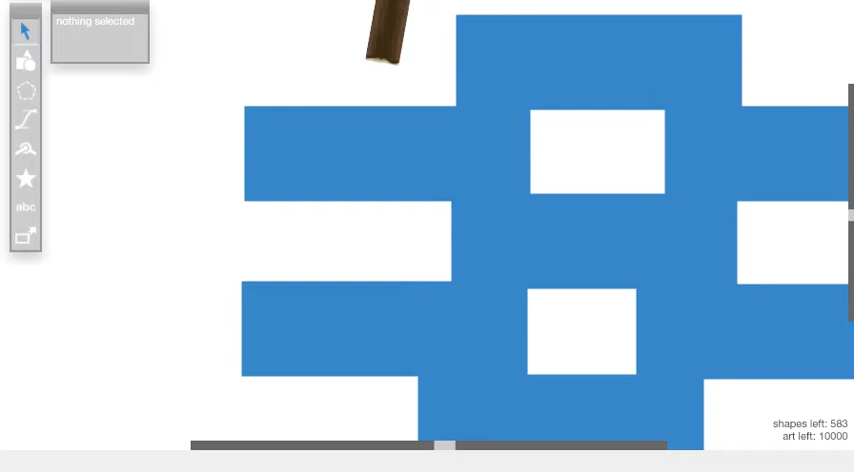 nothing selected
abc
shapes left: 583
art left: 10000